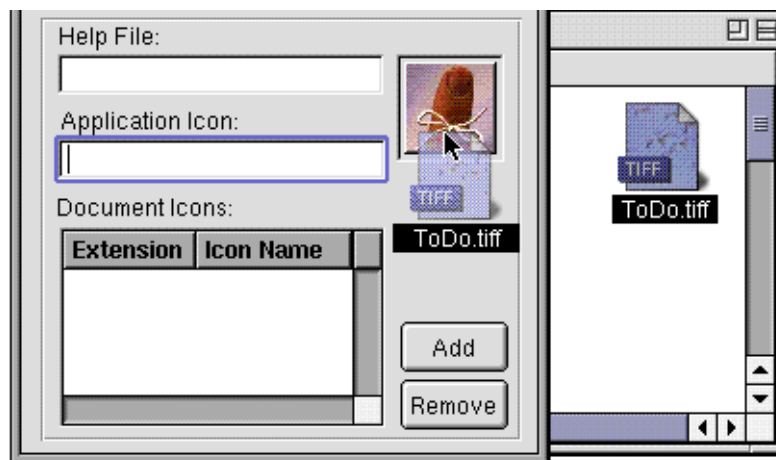 Help File:
Application Icon:
TIFF
ToDo.tiff
Document Icons:
Extension Icon Name
Add
Remove
TIFF
ToDo.tiff